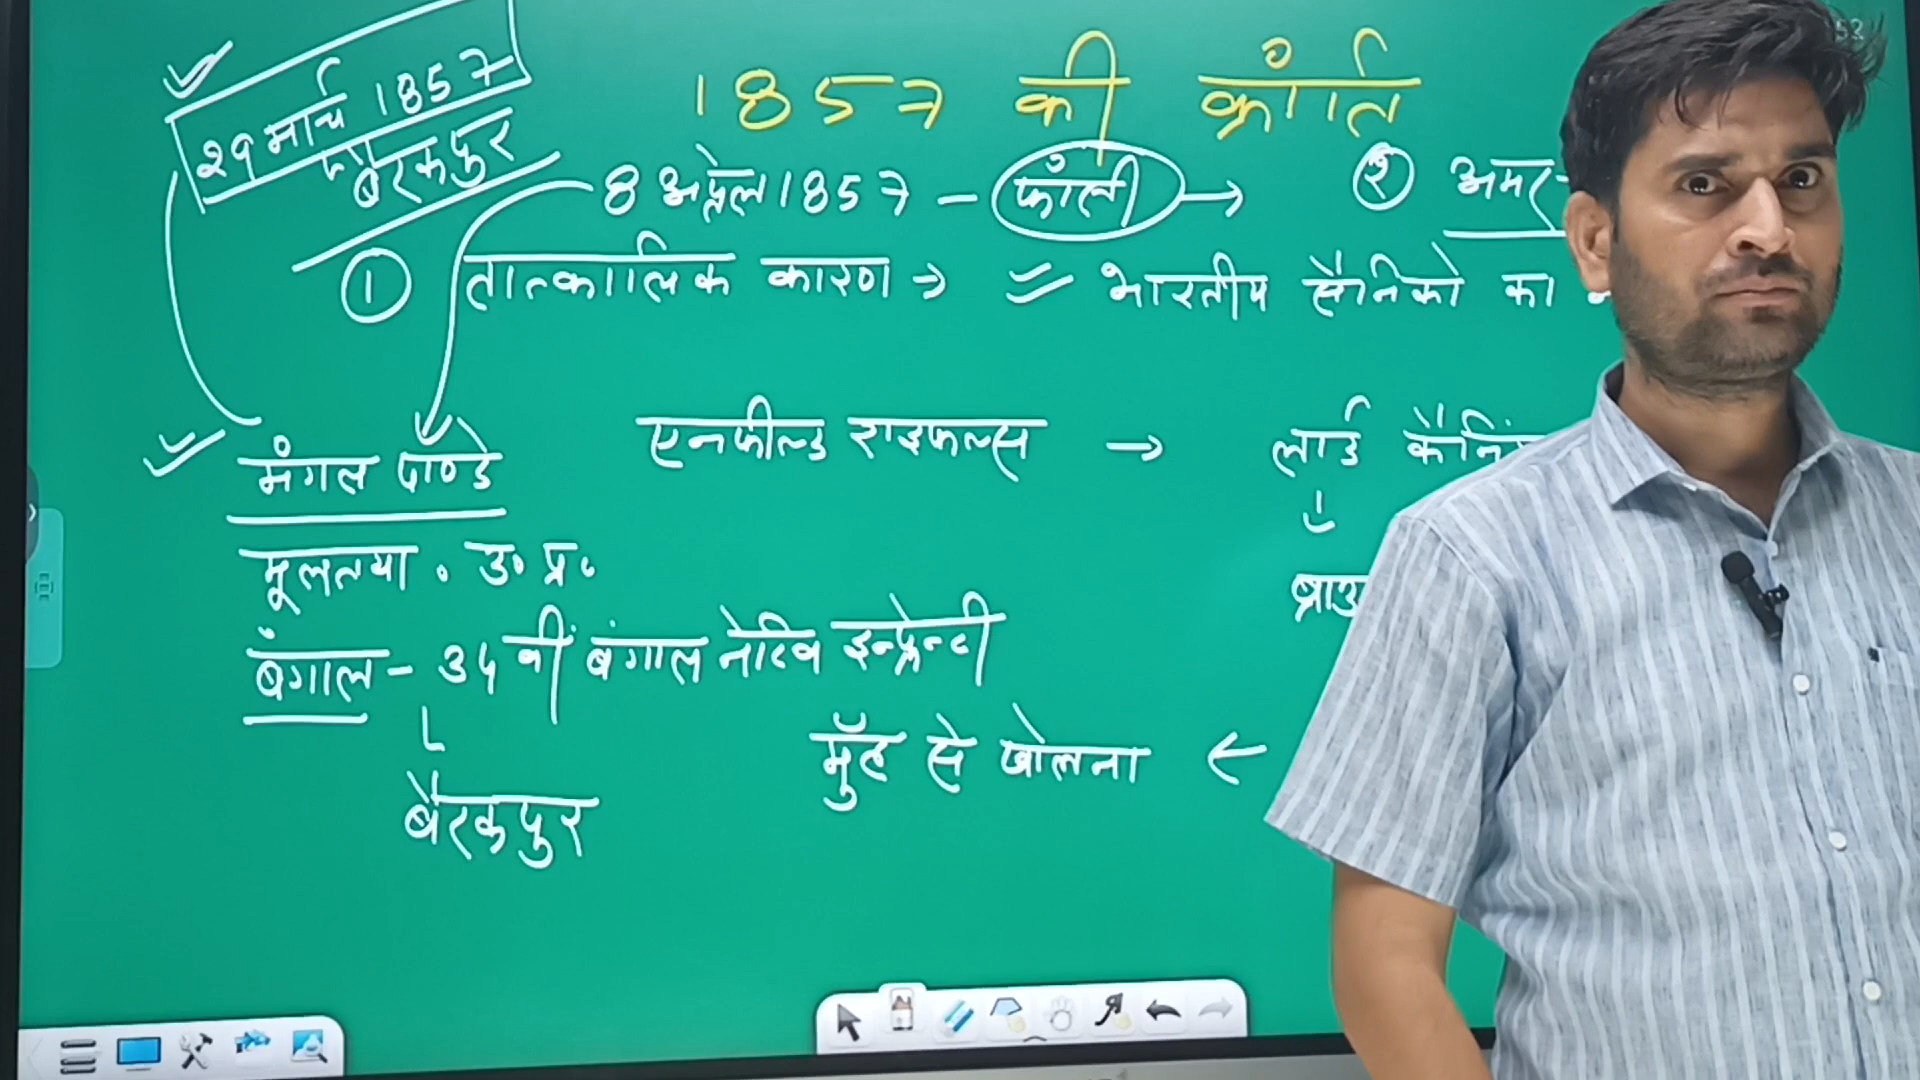 29 मार्च 1857
बैरकपुर
1857 की क्रांति
8 अप्रेल 1857 - फाँसी → ② अमर
① तात्कालिक कारण → भारतीय सैनिको का
मंगल पाण्डे
एनफील्ड राइफल्स → लार्ड कैनिं
मूलतया . उ. प्र.
ब्राउ
बंगाल - 34 वीं बंगाल नेटिव इन्फ्रेन्ट्री
मुँह से खोलना ←
बैरकपुर
53